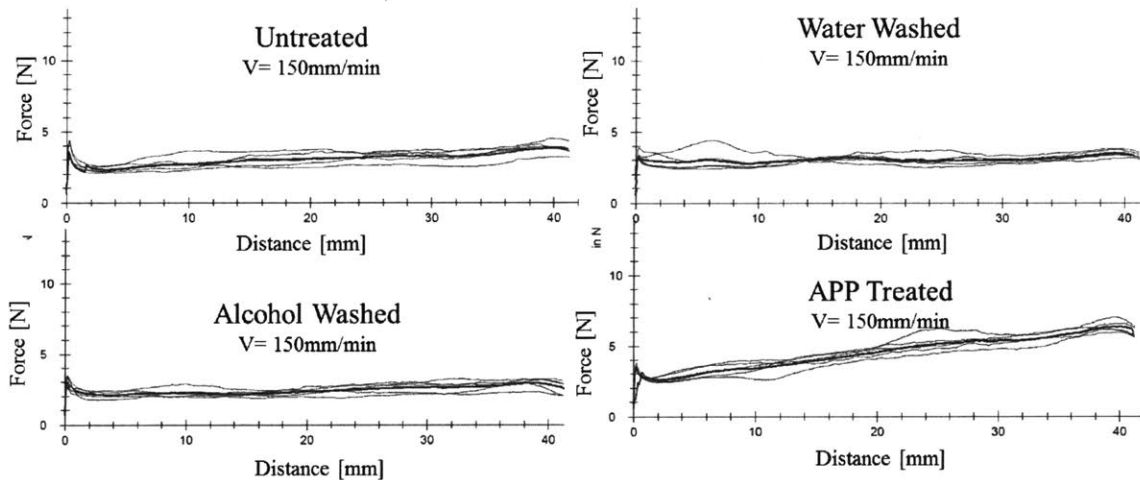 Untreated
V= 150mm/min
Force [N]
10
5
0
0 10 20 30 40
Distance [mm]
Water Washed
V= 150mm/min
Force [N]
10
5
0
0 10 20 30 40
Distance [mm]
Alcohol Washed
V= 150mm/min
Force [N]
10
5
0
0 10 20 30 40
Distance [mm]
in N
APP Treated
V= 150mm/min
Force [N]
10
5
0
0 10 20 30 40
Distance [mm]